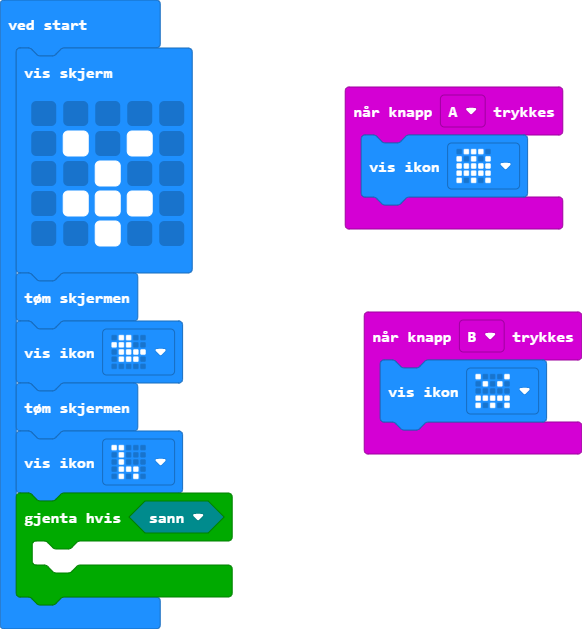 ved start
vis skjerm
tøm skjermen
vis ikon
tøm skjermen
vis ikon
gjenta hvis sann
når knapp A trykkes
vis ikon
når knapp B trykkes
vis ikon